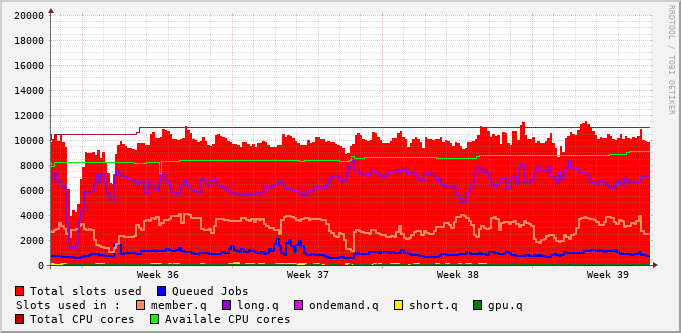 20000
18000
16000
14000
12000
10000
8000
6000
4000
2000
0
Week 36 Week 37 Week 38 Week 39
Total slots used Queued Jobs
Slots used in : member.q long.q ondemand.q short.q gpu.q
Total CPU cores Availale CPU cores
RRDTOOL / TOBI OETIKER